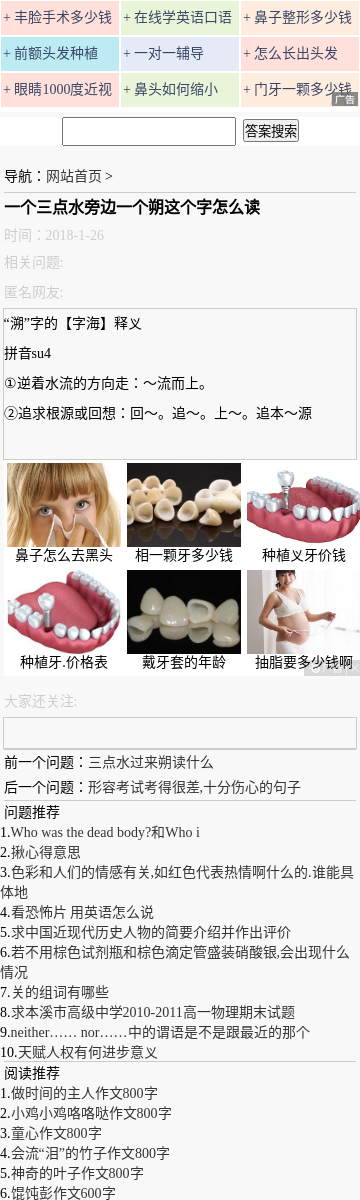 + 丰脸手术多少钱
+ 在线学英语口语
+ 鼻子整形多少钱
+ 前额头发种植
+ 一对一辅导
+ 怎么长出头发
+ 眼睛1000度近视
+ 鼻头如何缩小
+ 门牙一颗多少钱
广告
答案搜索
导航：网站首页 >
一个三点水旁边一个朔这个字怎么读
时间：2018-1-26
相关问题:
匿名网友:
“溯”字的【字海】释义
拼音su4
①逆着水流的方向走：～流而上。
②追求根源或回想：回～。追～。上～。追本～源
鼻子怎么去黑头
相一颗牙多少钱
种植义牙价钱
种植牙.价格表
戴牙套的年龄
抽脂要多少钱啊
大家还关注:
前一个问题：三点水过来朔读什么
后一个问题：形容考试考得很差,十分伤心的句子
问题推荐
1.Who was the dead body?和Who i
2.揪心得意思
3.色彩和人们的情感有关,如红色代表热情啊什么的.谁能具
体地
4.看恐怖片 用英语怎么说
5.求中国近现代历史人物的简要介绍并作出评价
6.若不用棕色试剂瓶和棕色滴定管盛装硝酸银,会出现什么
情况
7.关的组词有哪些
8.求本溪市高级中学2010-2011高一物理期末试题
9.neither…… nor……中的谓语是不是跟最近的那个
10.天赋人权有何进步意义
阅读推荐
1.做时间的主人作文800字
2.小鸡小鸡咯咯哒作文800字
3.童心作文800字
4.会流“泪”的竹子作文800字
5.神奇的叶子作文800字
6.馄饨彭作文600字